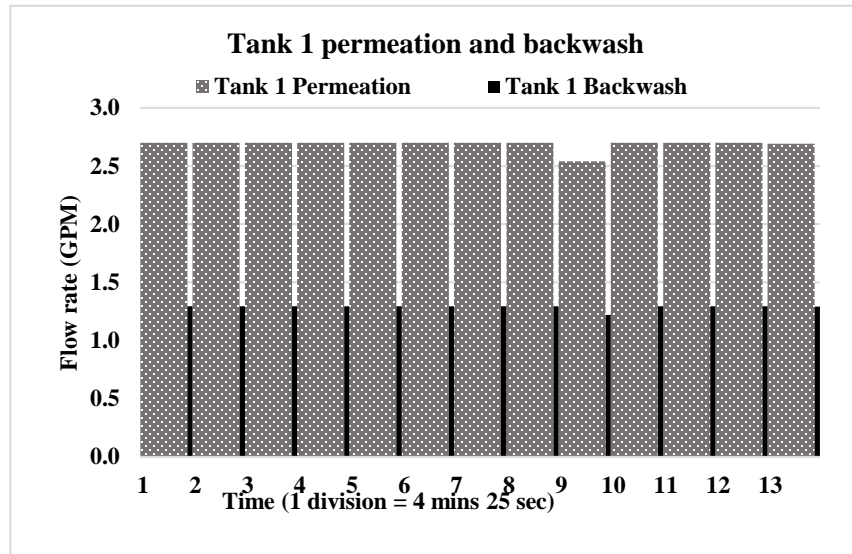 Tank 1 permeation and backwash
Tank 1 Permeation Tank 1 Backwash
3.0
2.5
2.0
1.5
1.0
0.5
0.0
Flow rate (GPM)
1 2 3 4 5 6 7 8 9 10 11 12 13
Time (1 division = 4 mins 25 sec)